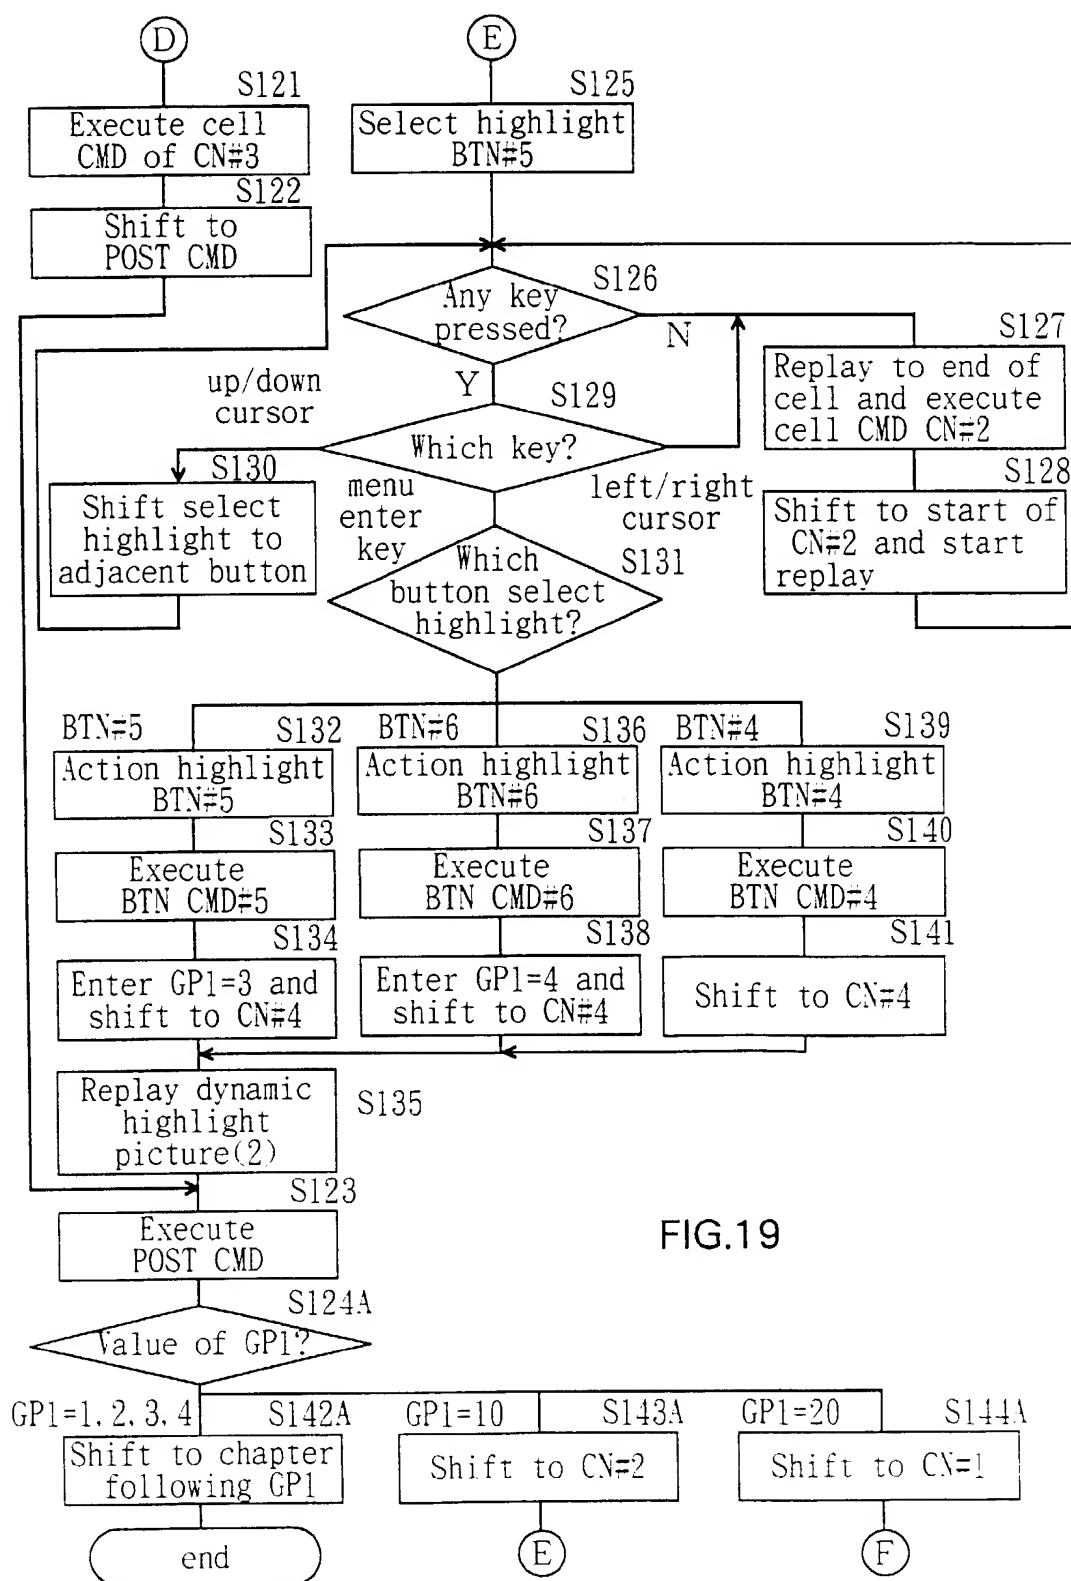 D
E
S121
Execute cell
CMD of CN#3
S125
Select highlight
BTN#5
S122
Shift to
POST CMD
S126
Any key
pressed?
N
Y
S127
Replay to end of
cell and execute
cell CMD CN#2
up/down
cursor
S129
Which key?
S130
Shift select
highlight to
adjacent button
menu
enter
key
left/right
cursor
S128
Shift to start of
CN#2 and start
replay
S131
Which
button select
highlight?
BTN#5
S132
Action highlight
BTN#5
BTN#6
S136
Action highlight
BTN#6
BTN#4
S139
Action highlight
BTN#4
S133
Execute
BTN CMD#5
S137
Execute
BTN CMD#6
S140
Execute
BTN CMD#4
S134
Enter GP1=3 and
shift to CN#4
S138
Enter GP1=4 and
shift to CN#4
S141
Shift to CN#4
Replay dynamic
highlight
picture(2)
S135
S123
Execute
POST CMD
FIG.19
S124A
Value of GP1?
GP1=1,2,3,4
S142A
Shift to chapter
following GP1
GP1=10
S143A
Shift to CN#2
GP1=20
S144A
Shift to CN=1
end
E
F